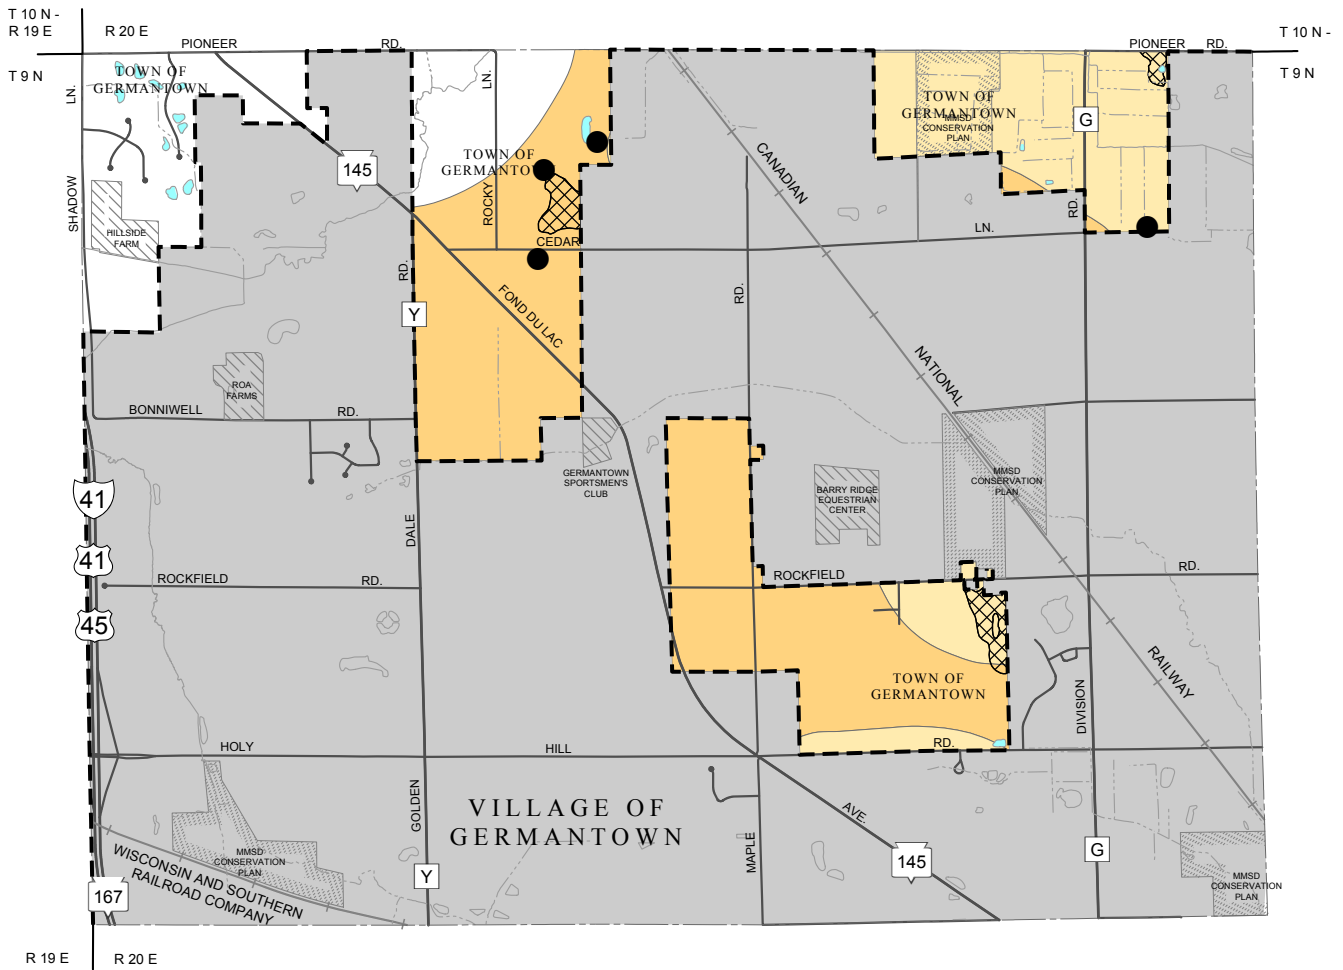 T 10 N -
R 19 E
R 20 E
T 10 N -
PIONEER
RD.
PIONEER
RD.
T 9 N
T 9 N
TOWN OF
GERMANTOWN
LN.
LN.
TOWN OF
GERMANTOWN
MMSD
CONSERVATION
PLAN
G
CANADIAN
TOWN OF
GERMANTO
145
SHADOW
ROCKY
RD.
HILLSIDE
FARM
LN.
CEDAR
RD.
RD.
FOND DU LAC
Y
NATIONAL
ROA
FARMS
BONNIWELL
RD.
GERMANTOWN
SPORTSMEN'S
CLUB
MMSD
CONSERVATION
PLAN
BARRY RIDGE
EQUESTRIAN
CENTER
41
DALE
41
ROCKFIELD
RD.
ROCKFIELD
RD.
45
RAILWAY
TOWN OF
GERMANTOWN
DIVISION
HOLY
HILL
RD.
GOLDEN
VILLAGE OF
GERMANTOWN
AVE.
MAPLE
145
G
WISCONSIN AND SOUTHERN
RAILROAD COMPANY
MMSD
CONSERVATION
PLAN
Y
MMSD
CONSERVATION
PLAN
167
R 19 E
R 20 E